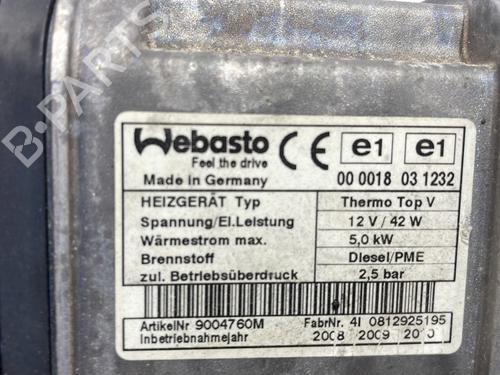 B-PARTS
Webasto
Feel the drive
CE e1 e1
Made in Germany
00 0018 03 1232
HEIZGERÄT Typ Thermo Top V
Spannung/El.Leistung 12 V / 42 W
Wärmestrom max. 5,0 kW
Brennstoff Diesel/PME
zul. Betriebsüberdruck 2,5 bar
ArtikelNr 9004760M FabrNr. 4I 0812925195
Inbetriebnahmejahr 2008 2009 2010